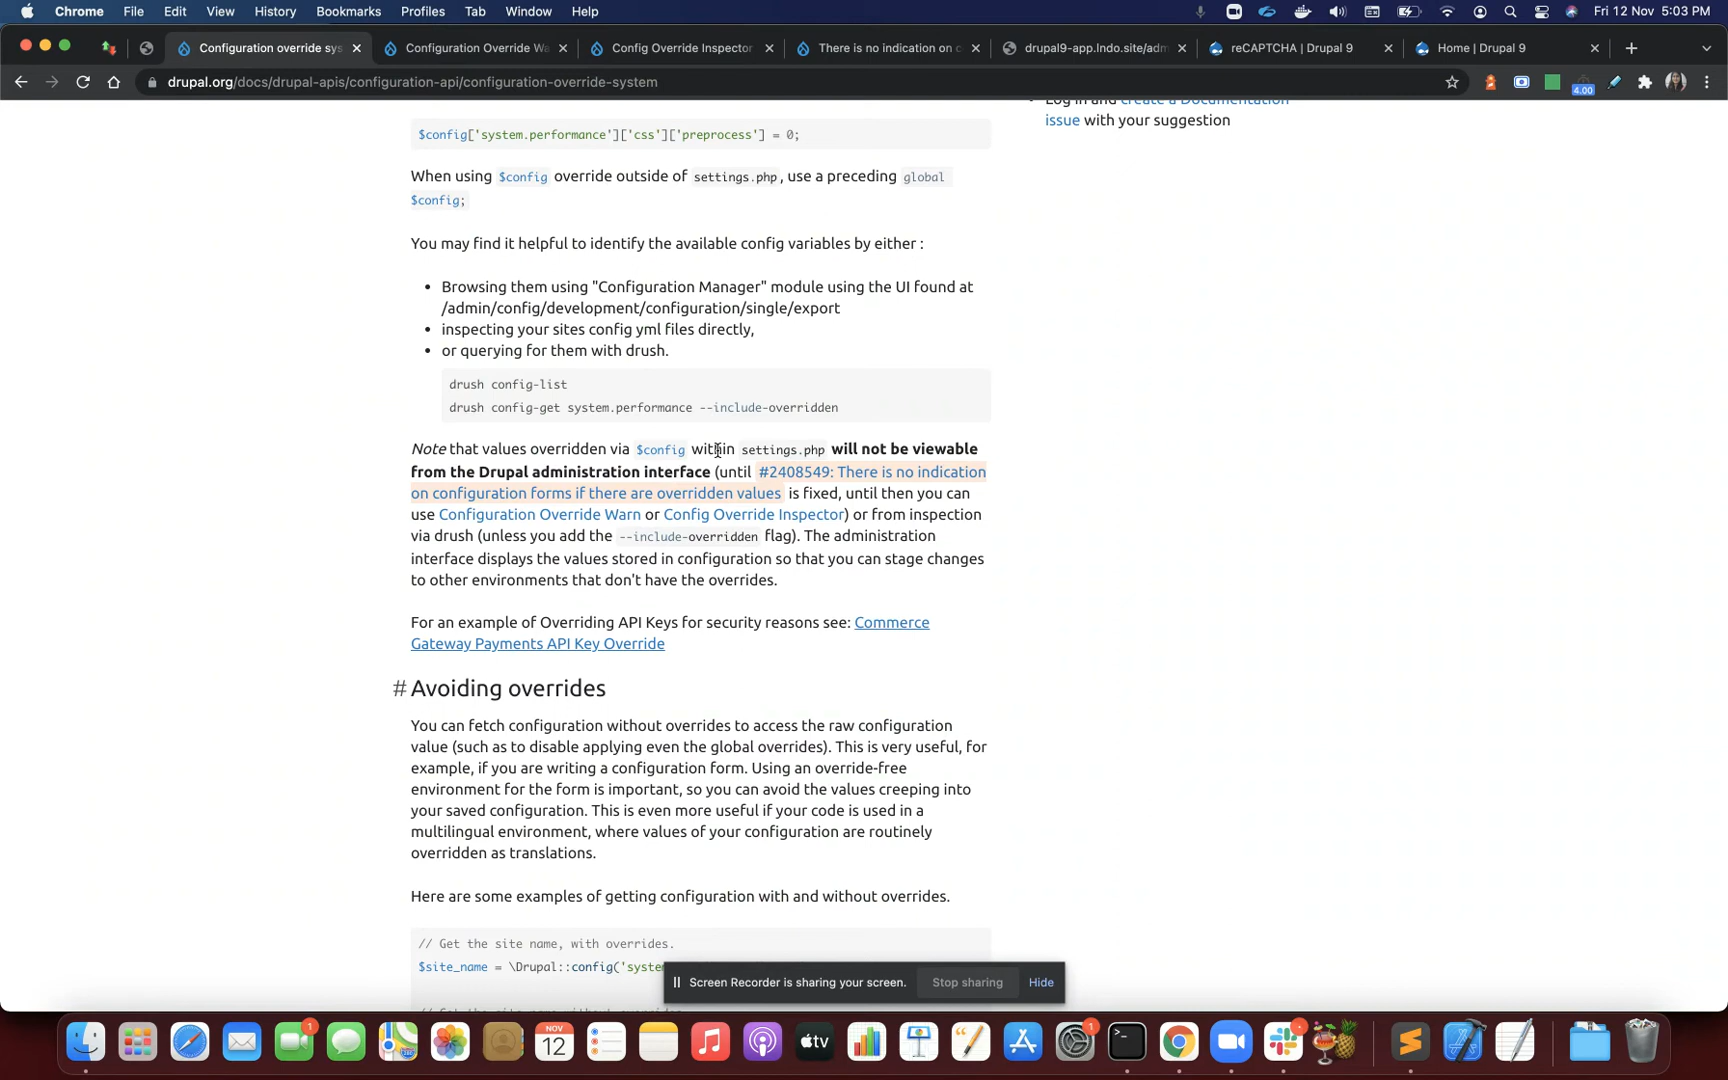 Chrome File Edit View History Bookmarks Profiles Tab Window Help Fri 12 Nov 5:03 PM
Configuration override sys Configuration Override Wa Config Override Inspector There is no indication on c drupal9-app.lndo.site/adm reCAPTCHA | Drupal 9 Home | Drupal 9
drupal.org/docs/drupal-apis/configuration-api/configuration-override-system
4.00
Log in and create a Documentation
issue with your suggestion
$config['system.performance']['css']['preprocess'] = 0;
When using $config override outside of settings.php, use a preceding global
$config;
You may find it helpful to identify the available config variables by either :
• Browsing them using "Configuration Manager" module using the UI found at
/admin/config/development/configuration/single/export
• inspecting your sites config yml files directly,
• or querying for them with drush.
drush config-list
drush config-get system.performance --include-overridden
Note that values overridden via $config within settings.php will not be viewable
from the Drupal administration interface (until #2408549: There is no indication
on configuration forms if there are overridden values is fixed, until then you can
use Configuration Override Warn or Config Override Inspector) or from inspection
via drush (unless you add the --include-overridden flag). The administration
interface displays the values stored in configuration so that you can stage changes
to other environments that don't have the overrides.
For an example of Overriding API Keys for security reasons see: Commerce
Gateway Payments API Key Override
# Avoiding overrides
You can fetch configuration without overrides to access the raw configuration
value (such as to disable applying even the global overrides). This is very useful, for
example, if you are writing a configuration form. Using an override-free
environment for the form is important, so you can avoid the values creeping into
your saved configuration. This is even more useful if your code is used in a
multilingual environment, where values of your configuration are routinely
overridden as translations.
Here are some examples of getting configuration with and without overrides.
// Get the site name, with overrides.
$site_name = \Drupal::config('system
Screen Recorder is sharing your screen. Stop sharing Hide
1
NOV
12
tv
1